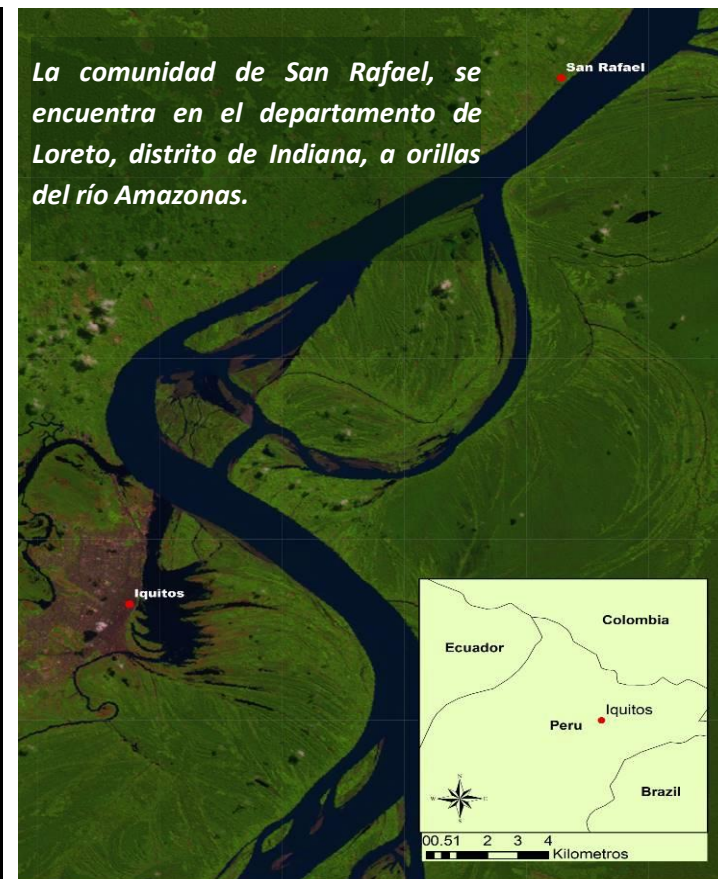 La comunidad de San Rafael, se
encuentra en el departamento de
Loreto, distrito de Indiana, a orillas
del río Amazonas.
San Rafael
Iquitos
Colombia
Ecuador
Iquitos
Peru
Brazil
N
W E
S
00.51 2 3 4
Kilometros